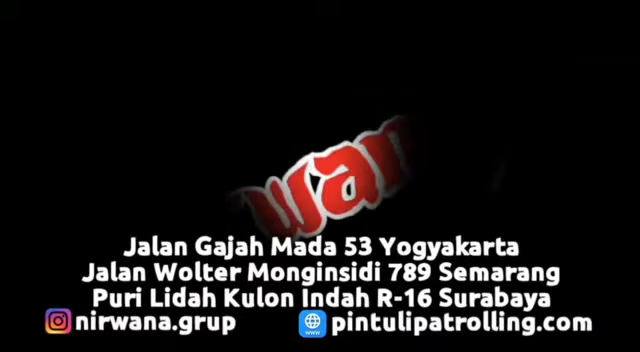 wan
Jalan Gajah Mada 53 Yogyakarta
Jalan Wolter Monginsidi 789 Semarang
Puri Lidah Kulon Indah R-16 Surabaya
nirwana.grup pintulipatrolling.com